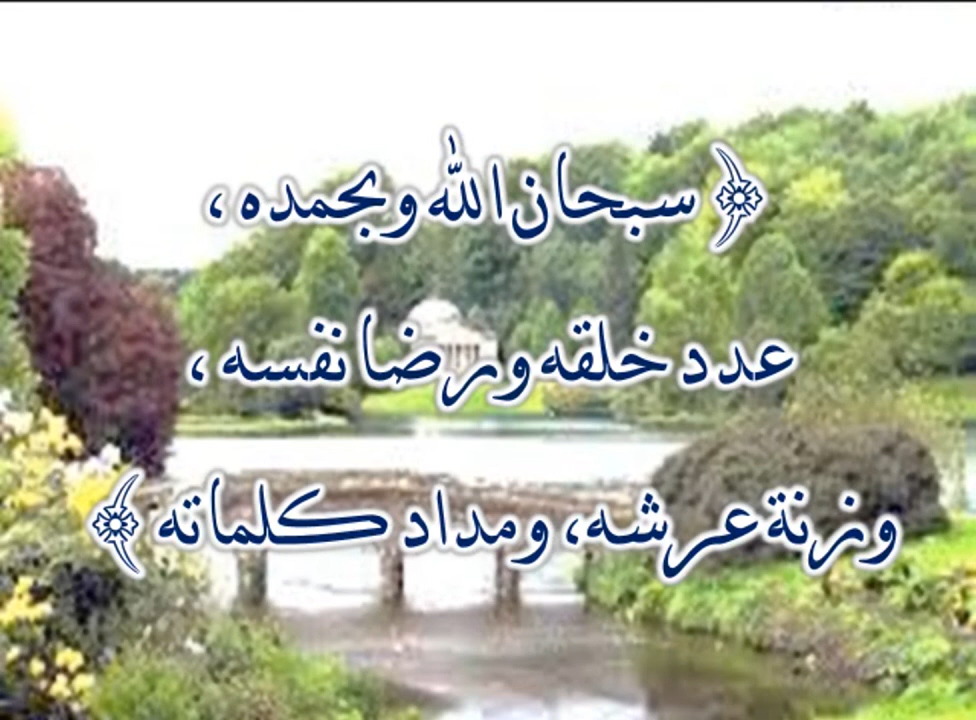 ﴿ سبحان الله وبحمده ،
عدد خلقه ورضا نفسه ،
وزنة عرشه، ومداد كلماته ﴾